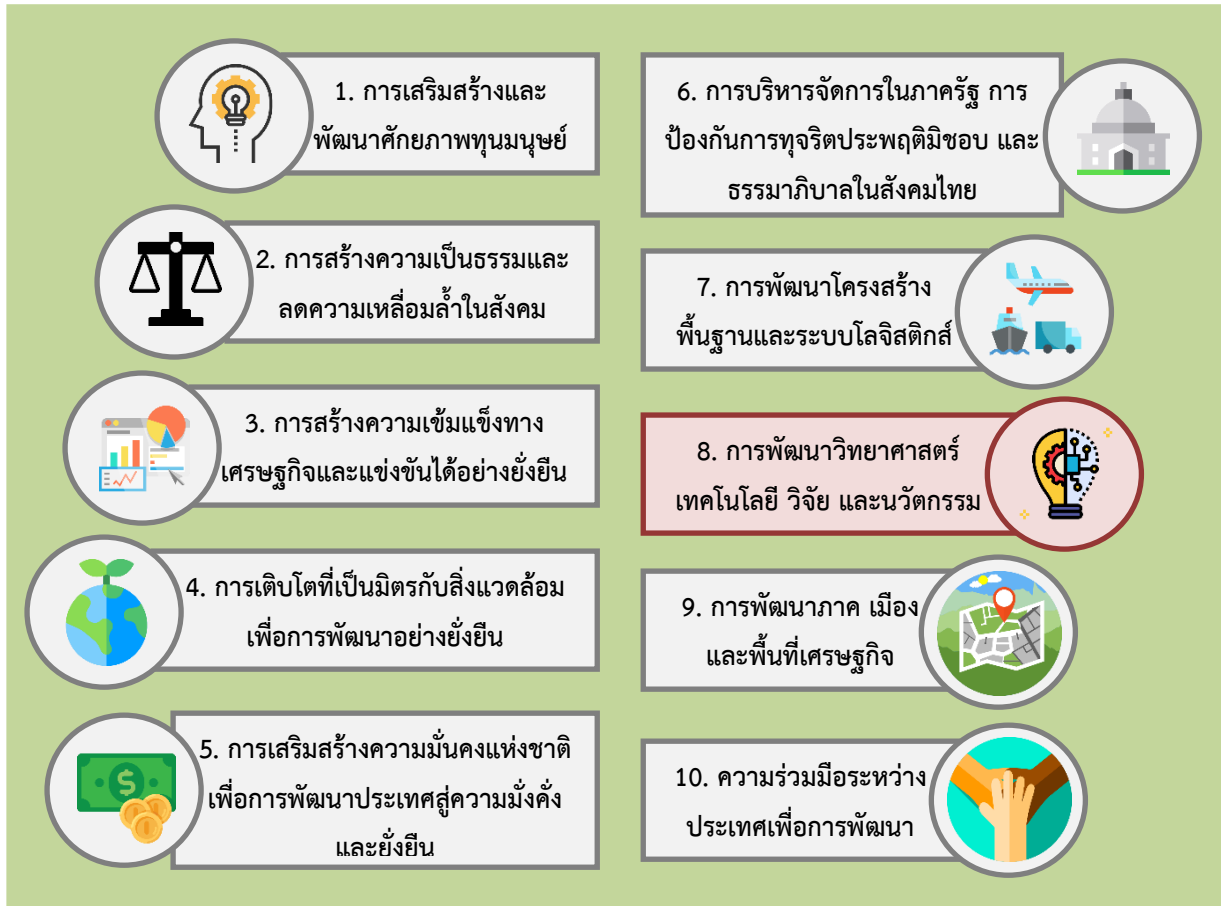 1. การเสริมสร้างและ
พัฒนาศักยภาพทุนมนุษย์
2. การสร้างความเป็นธรรมและ
ลดความเหลื่อมล้ำในสังคม
3. การสร้างความเข้มแข็งทาง
เศรษฐกิจและแข่งขันได้อย่างยั่งยืน
4. การเติบโตที่เป็นมิตรกับสิ่งแวดล้อม
เพื่อการพัฒนาอย่างยั่งยืน
5. การเสริมสร้างความมั่นคงแห่งชาติ
เพื่อการพัฒนาประเทศสู่ความมั่งคั่ง
และยั่งยืน
6. การบริหารจัดการในภาครัฐ การ
ป้องกันการทุจริตประพฤติมิชอบ และ
ธรรมาภิบาลในสังคมไทย
7. การพัฒนาโครงสร้าง
พื้นฐานและระบบโลจิสติกส์
8. การพัฒนาวิทยาศาสตร์
เทคโนโลยี วิจัย และนวัตกรรม
9. การพัฒนาภาค เมือง
และพื้นที่เศรษฐกิจ
10. ความร่วมมือระหว่าง
ประเทศเพื่อการพัฒนา